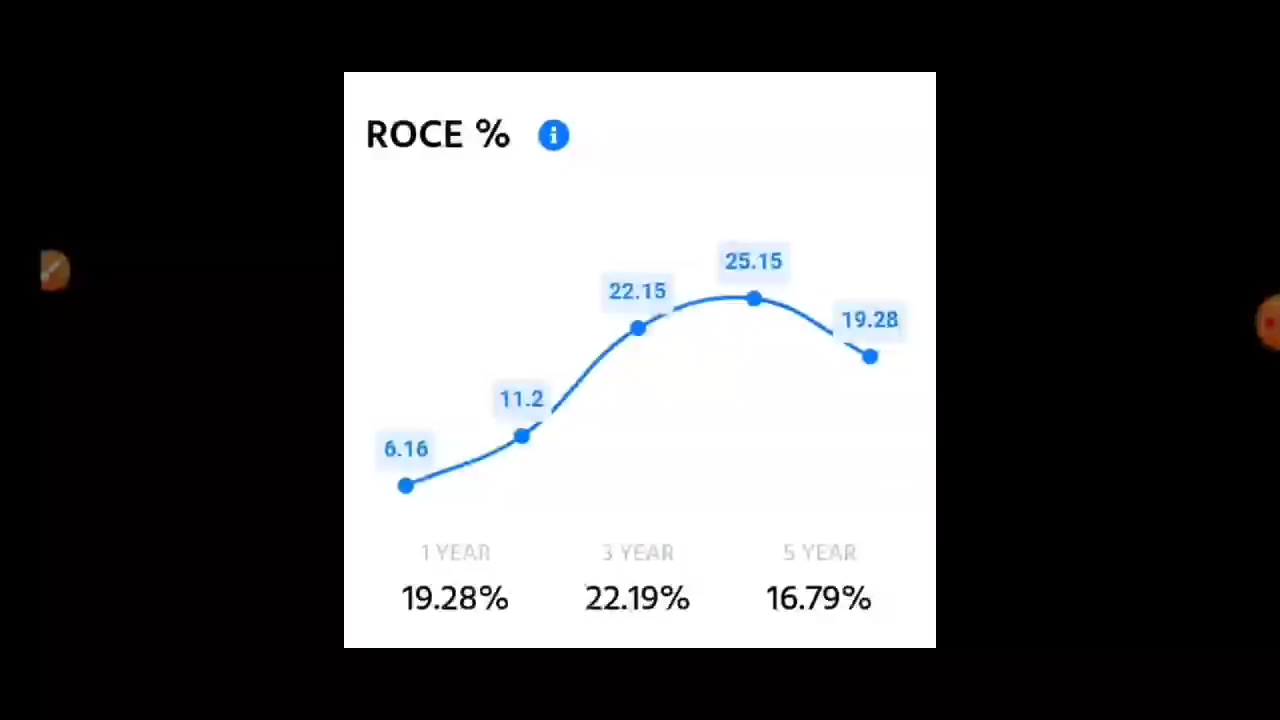 ROCE %
25.15
22.15
19.28
11.2
6.16
1 YEAR 3 YEAR 5 YEAR
19.28% 22.19% 16.79%